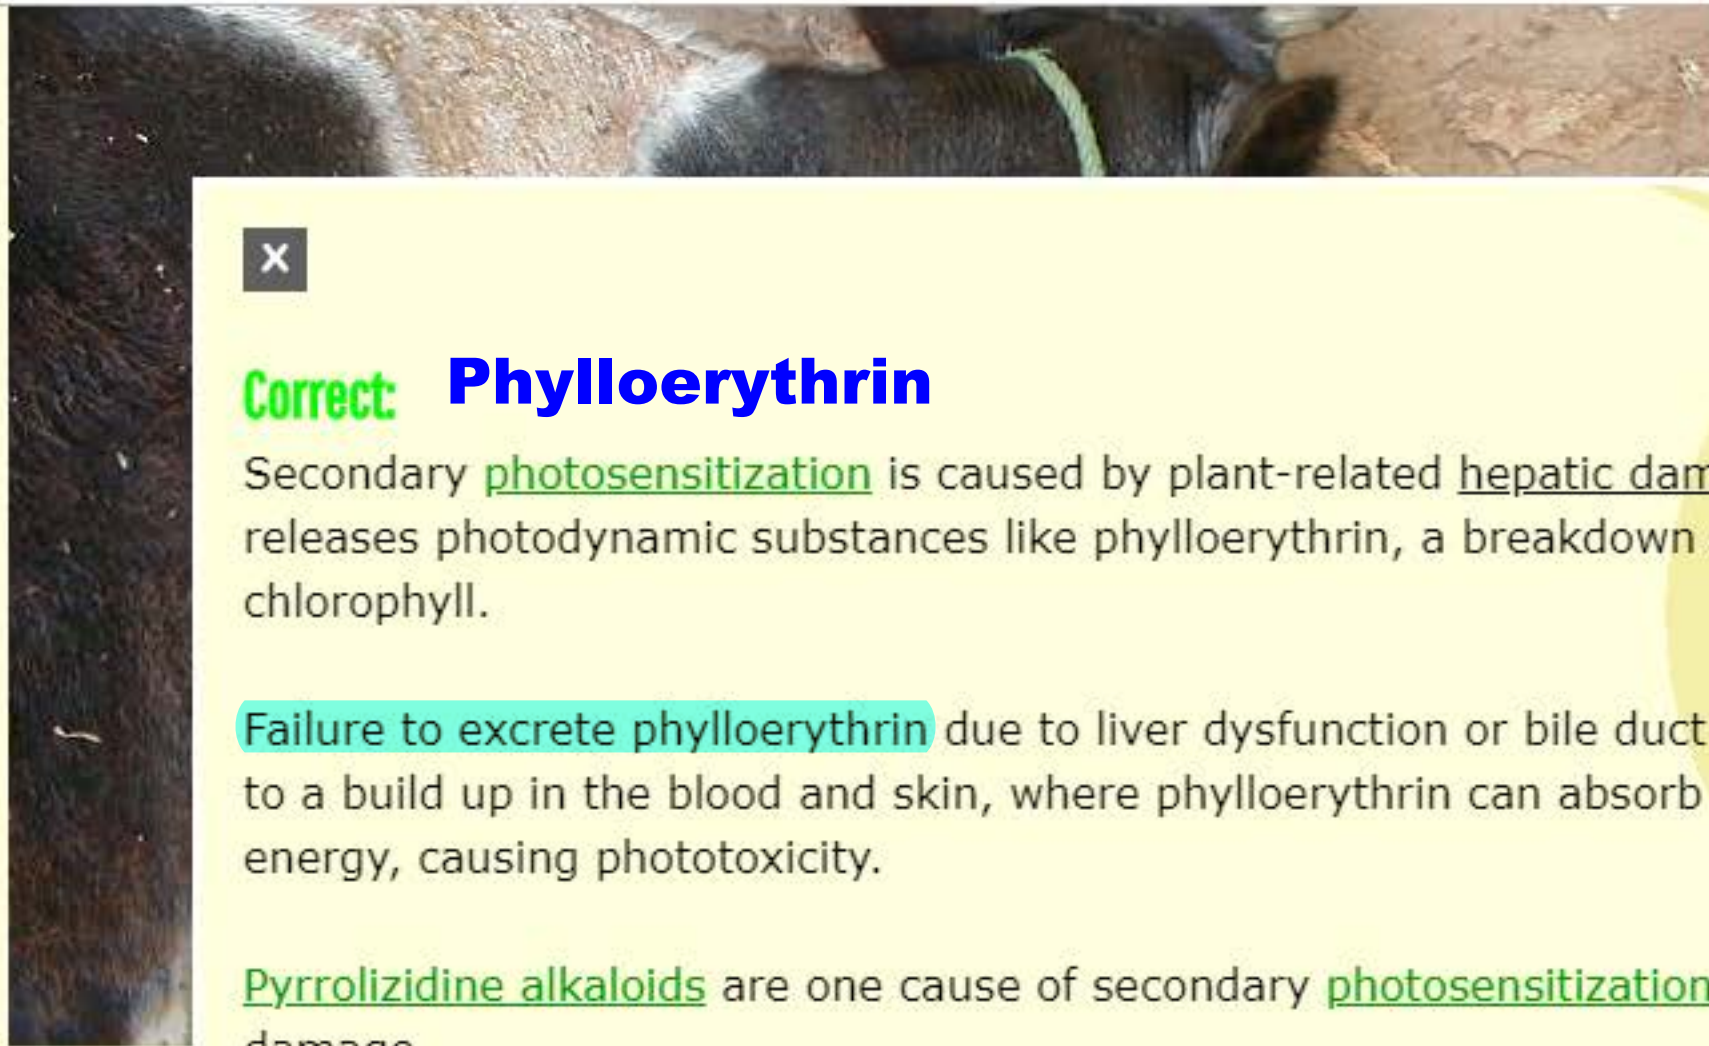 X
Correct: Phylloerythrin
Secondary photosensitization is caused by plant-related hepatic
releases photodynamic substances like phylloerythrin, a breakdown
chlorophyll.
Failure to excrete phylloerythrin due to liver dysfunction or bile duct
to a build up in the blood and skin, where phylloerythrin can absorb
energy, causing phototoxicity.
Pyrrolizidine alkaloids are one cause of secondary photosensitization
damage